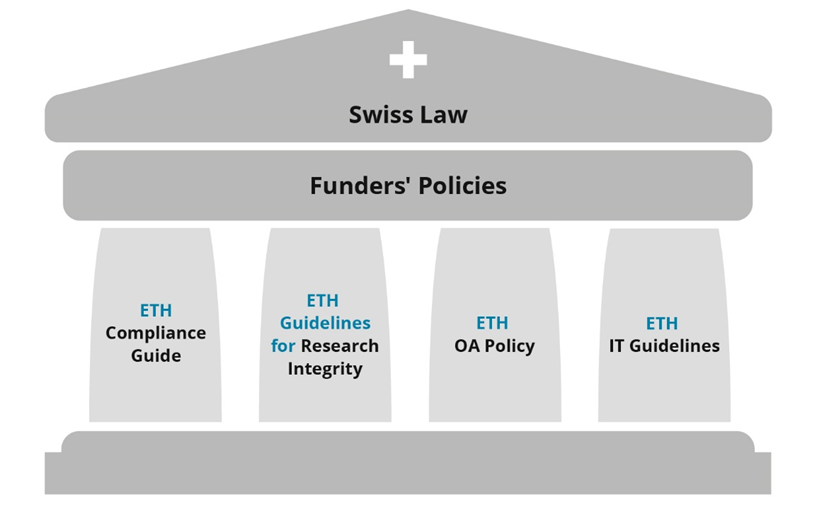 Swiss Law
Funders' Policies
ETH
Compliance
Guide
ETH
Guidelines
for Research
Integrity
ETH
OA Policy
ETH
IT Guidelines